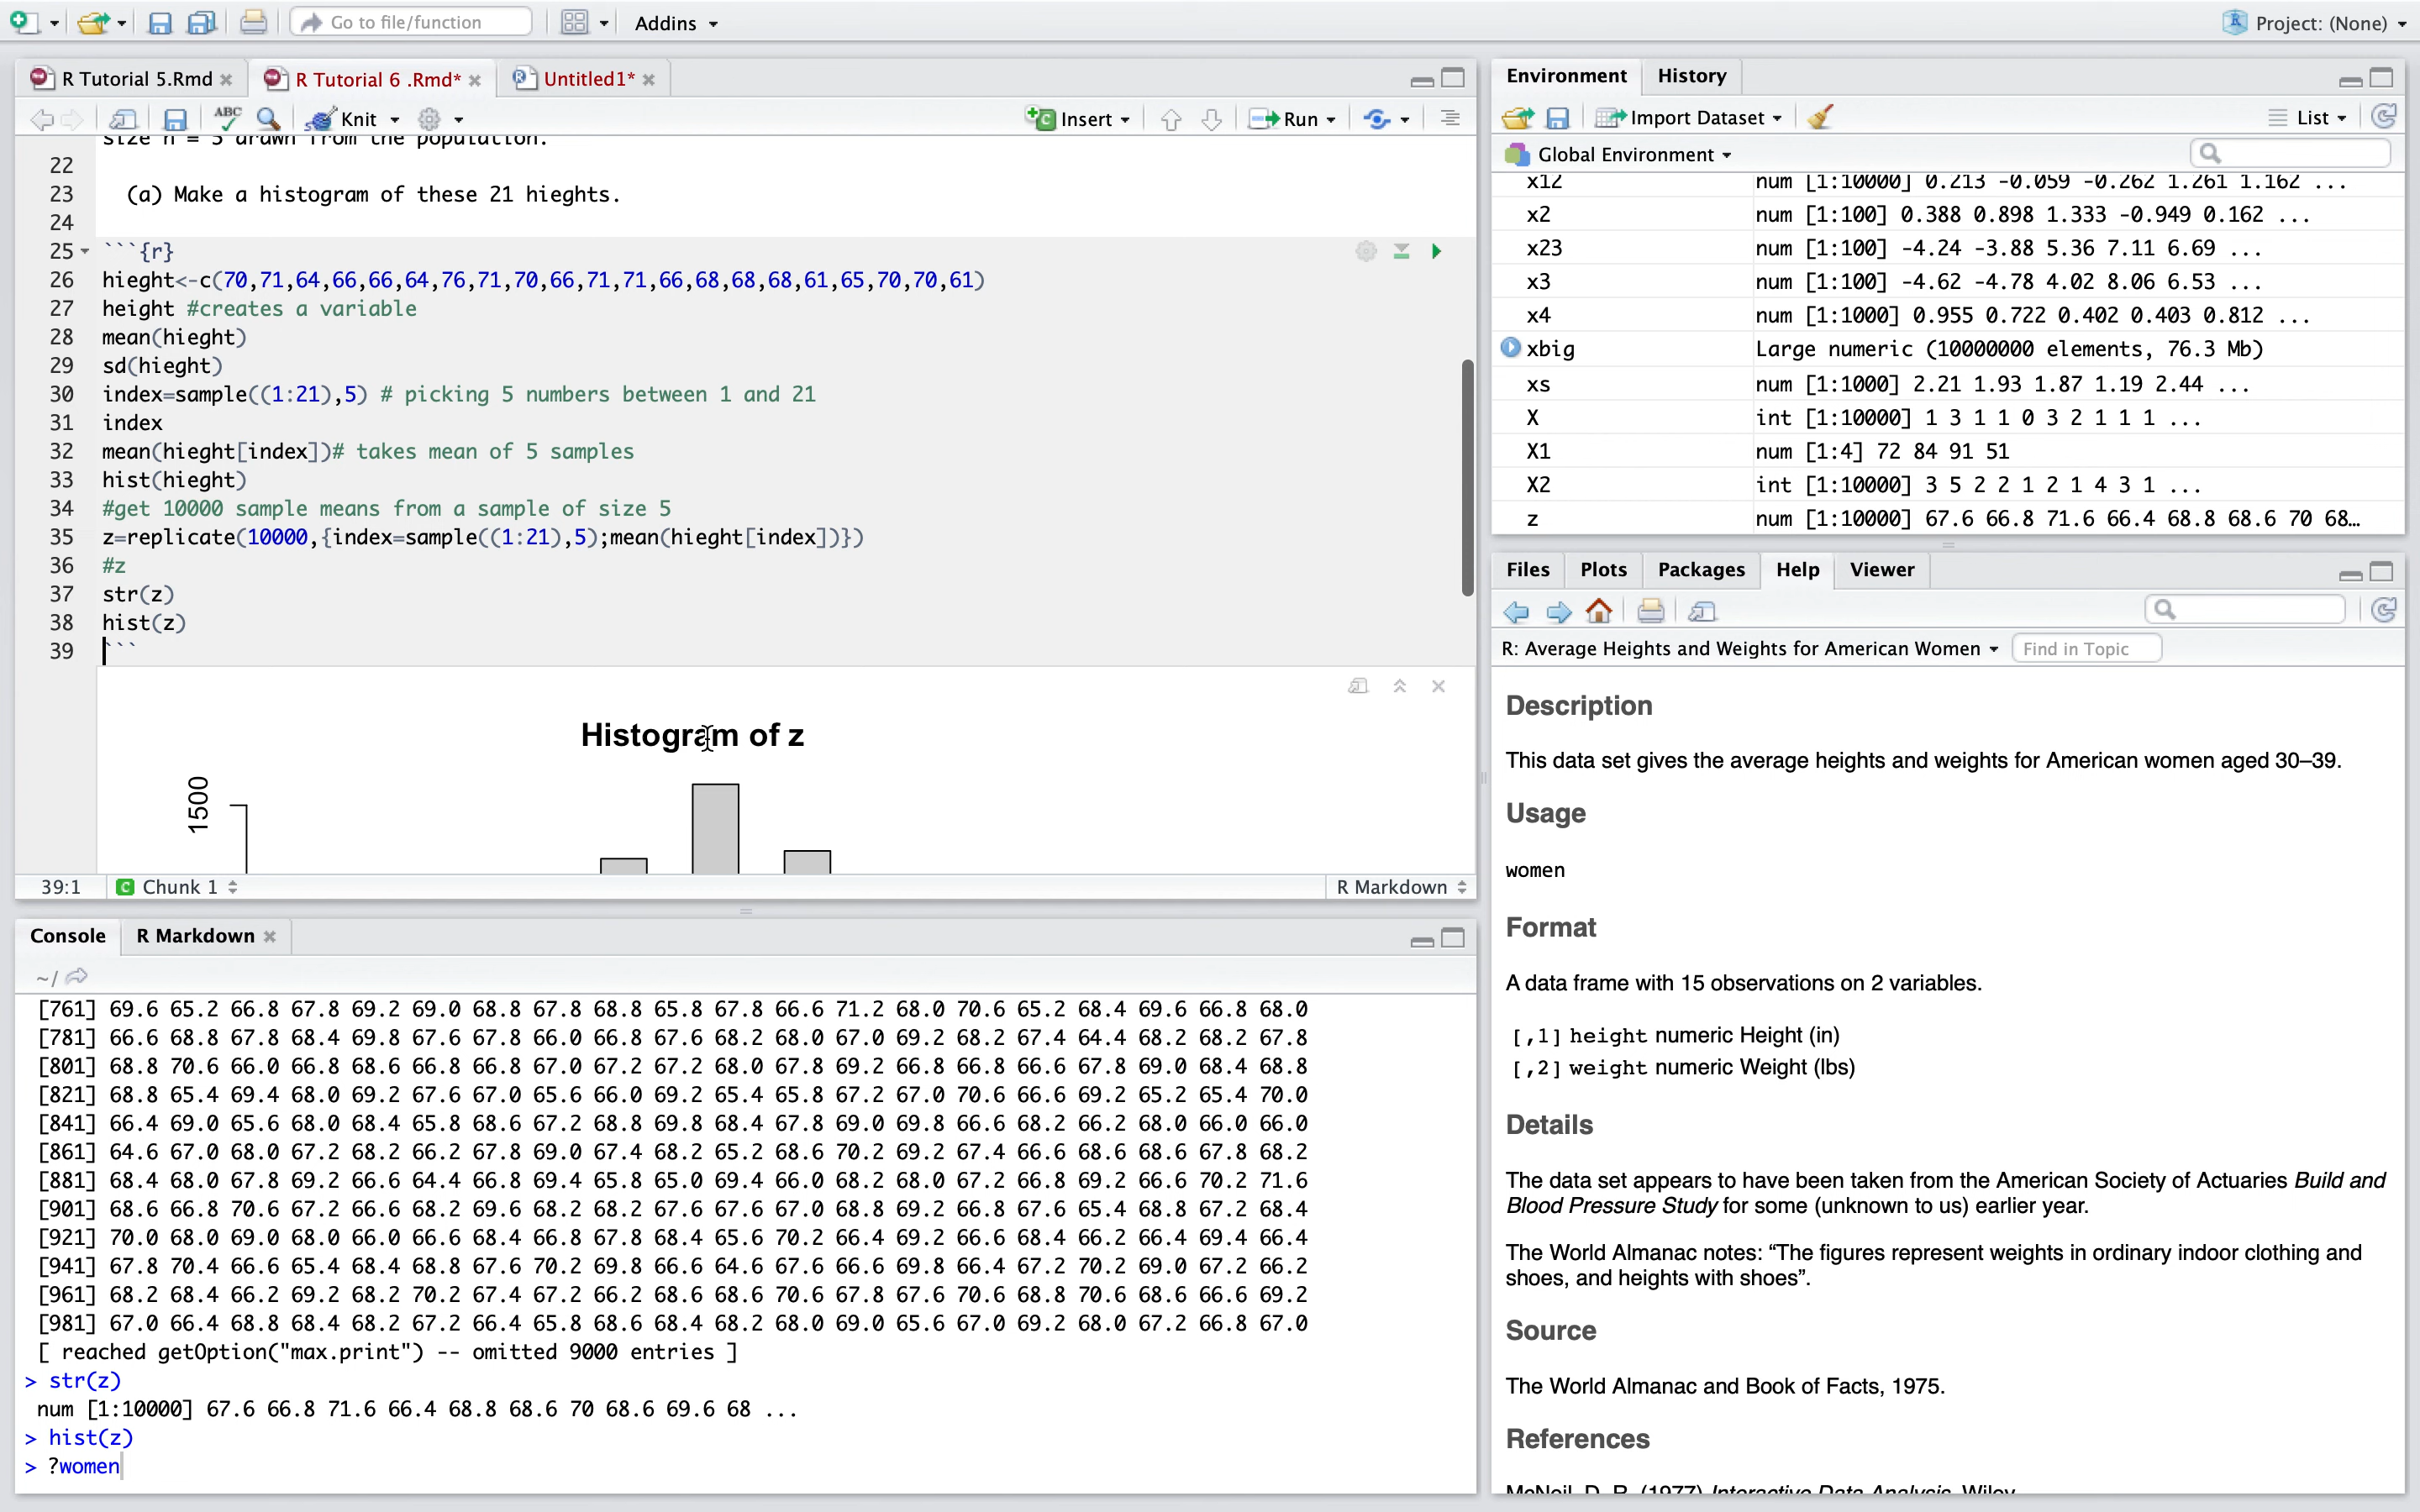 Go to file/function
Addins
Project: (None)
R Tutorial 5.Rmd
R Tutorial 6 .Rmd*
Untitled1*
ABC
Knit
Insert
Run
size n = 5 drawn from the population.
22
23 (a) Make a histogram of these 21 hieghts.
24
25 ```{r}
26 hieght<-c(70,71,64,66,66,64,76,71,70,66,71,71,66,68,68,68,61,65,70,70,61)
27 height #creates a variable
28 mean(hieght)
29 sd(hieght)
30 index=sample((1:21),5) # picking 5 numbers between 1 and 21
31 index
32 mean(hieght[index])# takes mean of 5 samples
33 hist(hieght)
34 #get 10000 sample means from a sample of size 5
35 z=replicate(10000,{index=sample((1:21),5);mean(hieght[index])})
36 #z
37 str(z)
38 hist(z)
39 ```
Histogram of z
1500
39:1 C Chunk 1 R Markdown
Console R Markdown
~/
[761] 69.6 65.2 66.8 67.8 69.2 69.0 68.8 67.8 68.8 65.8 67.8 66.6 71.2 68.0 70.6 65.2 68.4 69.6 66.8 68.0
[781] 66.6 68.8 67.8 68.4 69.8 67.6 67.8 66.0 66.8 67.6 68.2 68.0 67.0 69.2 68.2 67.4 64.4 68.2 68.2 67.8
[801] 68.8 70.6 66.0 66.8 68.6 66.8 66.8 67.0 67.2 67.2 68.0 67.8 69.2 66.8 66.8 66.6 67.8 69.0 68.4 68.8
[821] 68.8 65.4 69.4 68.0 69.2 67.6 67.0 65.6 66.0 69.2 65.4 65.8 67.2 67.0 70.6 66.6 69.2 65.2 65.4 70.0
[841] 66.4 69.0 65.6 68.0 68.4 65.8 68.6 67.2 68.8 69.8 68.4 67.8 69.0 69.8 66.6 68.2 66.2 68.0 66.0 66.0
[861] 64.6 67.0 68.0 67.2 68.2 66.2 67.8 69.0 67.4 68.2 65.2 68.6 70.2 69.2 67.4 66.6 68.6 68.6 67.8 68.2
[881] 68.4 68.0 67.8 69.2 66.6 64.4 66.8 69.4 65.8 65.0 69.4 66.0 68.2 68.0 67.2 66.8 69.2 66.6 70.2 71.6
[901] 68.6 66.8 70.6 67.2 66.6 68.2 69.6 68.2 68.2 67.6 67.6 67.0 68.8 69.2 66.8 67.6 65.4 68.8 67.2 68.4
[921] 70.0 68.0 69.0 68.0 66.0 66.6 68.4 66.8 67.8 68.4 65.6 70.2 66.4 69.2 66.6 68.4 66.2 66.4 69.4 66.4
[941] 67.8 70.4 66.6 65.4 68.4 68.8 67.6 70.2 69.8 66.6 64.6 67.6 66.6 69.8 66.4 67.2 70.2 69.0 67.2 66.2
[961] 68.2 68.4 66.2 69.2 68.2 70.2 67.4 67.2 66.2 68.6 68.6 70.6 67.8 67.6 70.6 68.8 70.6 68.6 66.6 69.2
[981] 67.0 66.4 68.8 68.4 68.2 67.2 66.4 65.8 68.6 68.4 68.2 68.0 69.0 65.6 67.0 69.2 68.0 67.2 66.8 67.0
[ reached getOption("max.print") -- omitted 9000 entries ]
> str(z)
num [1:10000] 67.6 66.8 71.6 66.4 68.8 68.6 70 68.6 69.6 68 ...
> hist(z)
> ?women
Environment History
Import Dataset List
Global Environment
x12 num [1:10000] 0.213 -0.059 -0.262 1.261 1.162 ...
x2 num [1:100] 0.388 0.898 1.333 -0.949 0.162 ...
x23 num [1:100] -4.24 -3.88 5.36 7.11 6.69 ...
x3 num [1:100] -4.62 -4.78 4.02 8.06 6.53 ...
x4 num [1:1000] 0.955 0.722 0.402 0.403 0.812 ...
xbig Large numeric (10000000 elements, 76.3 Mb)
xs num [1:1000] 2.21 1.93 1.87 1.19 2.44 ...
X int [1:10000] 1 3 1 1 0 3 2 1 1 1 ...
X1 num [1:4] 72 84 91 51
X2 int [1:10000] 3 5 2 2 1 2 1 4 3 1 ...
z num [1:10000] 67.6 66.8 71.6 66.4 68.8 68.6 70 68…
Files Plots Packages Help Viewer
R: Average Heights and Weights for American Women Find in Topic
Description
This data set gives the average heights and weights for American women aged 30–39.
Usage
women
Format
A data frame with 15 observations on 2 variables.
[,1] height numeric Height (in)
[,2] weight numeric Weight (lbs)
Details
The data set appears to have been taken from the American Society of Actuaries Build and
Blood Pressure Study for some (unknown to us) earlier year.
The World Almanac notes: “The figures represent weights in ordinary indoor clothing and
shoes, and heights with shoes”.
Source
The World Almanac and Book of Facts, 1975.
References
McNeil, D. R. (1977) Interactive Data Analysis. Wiley.